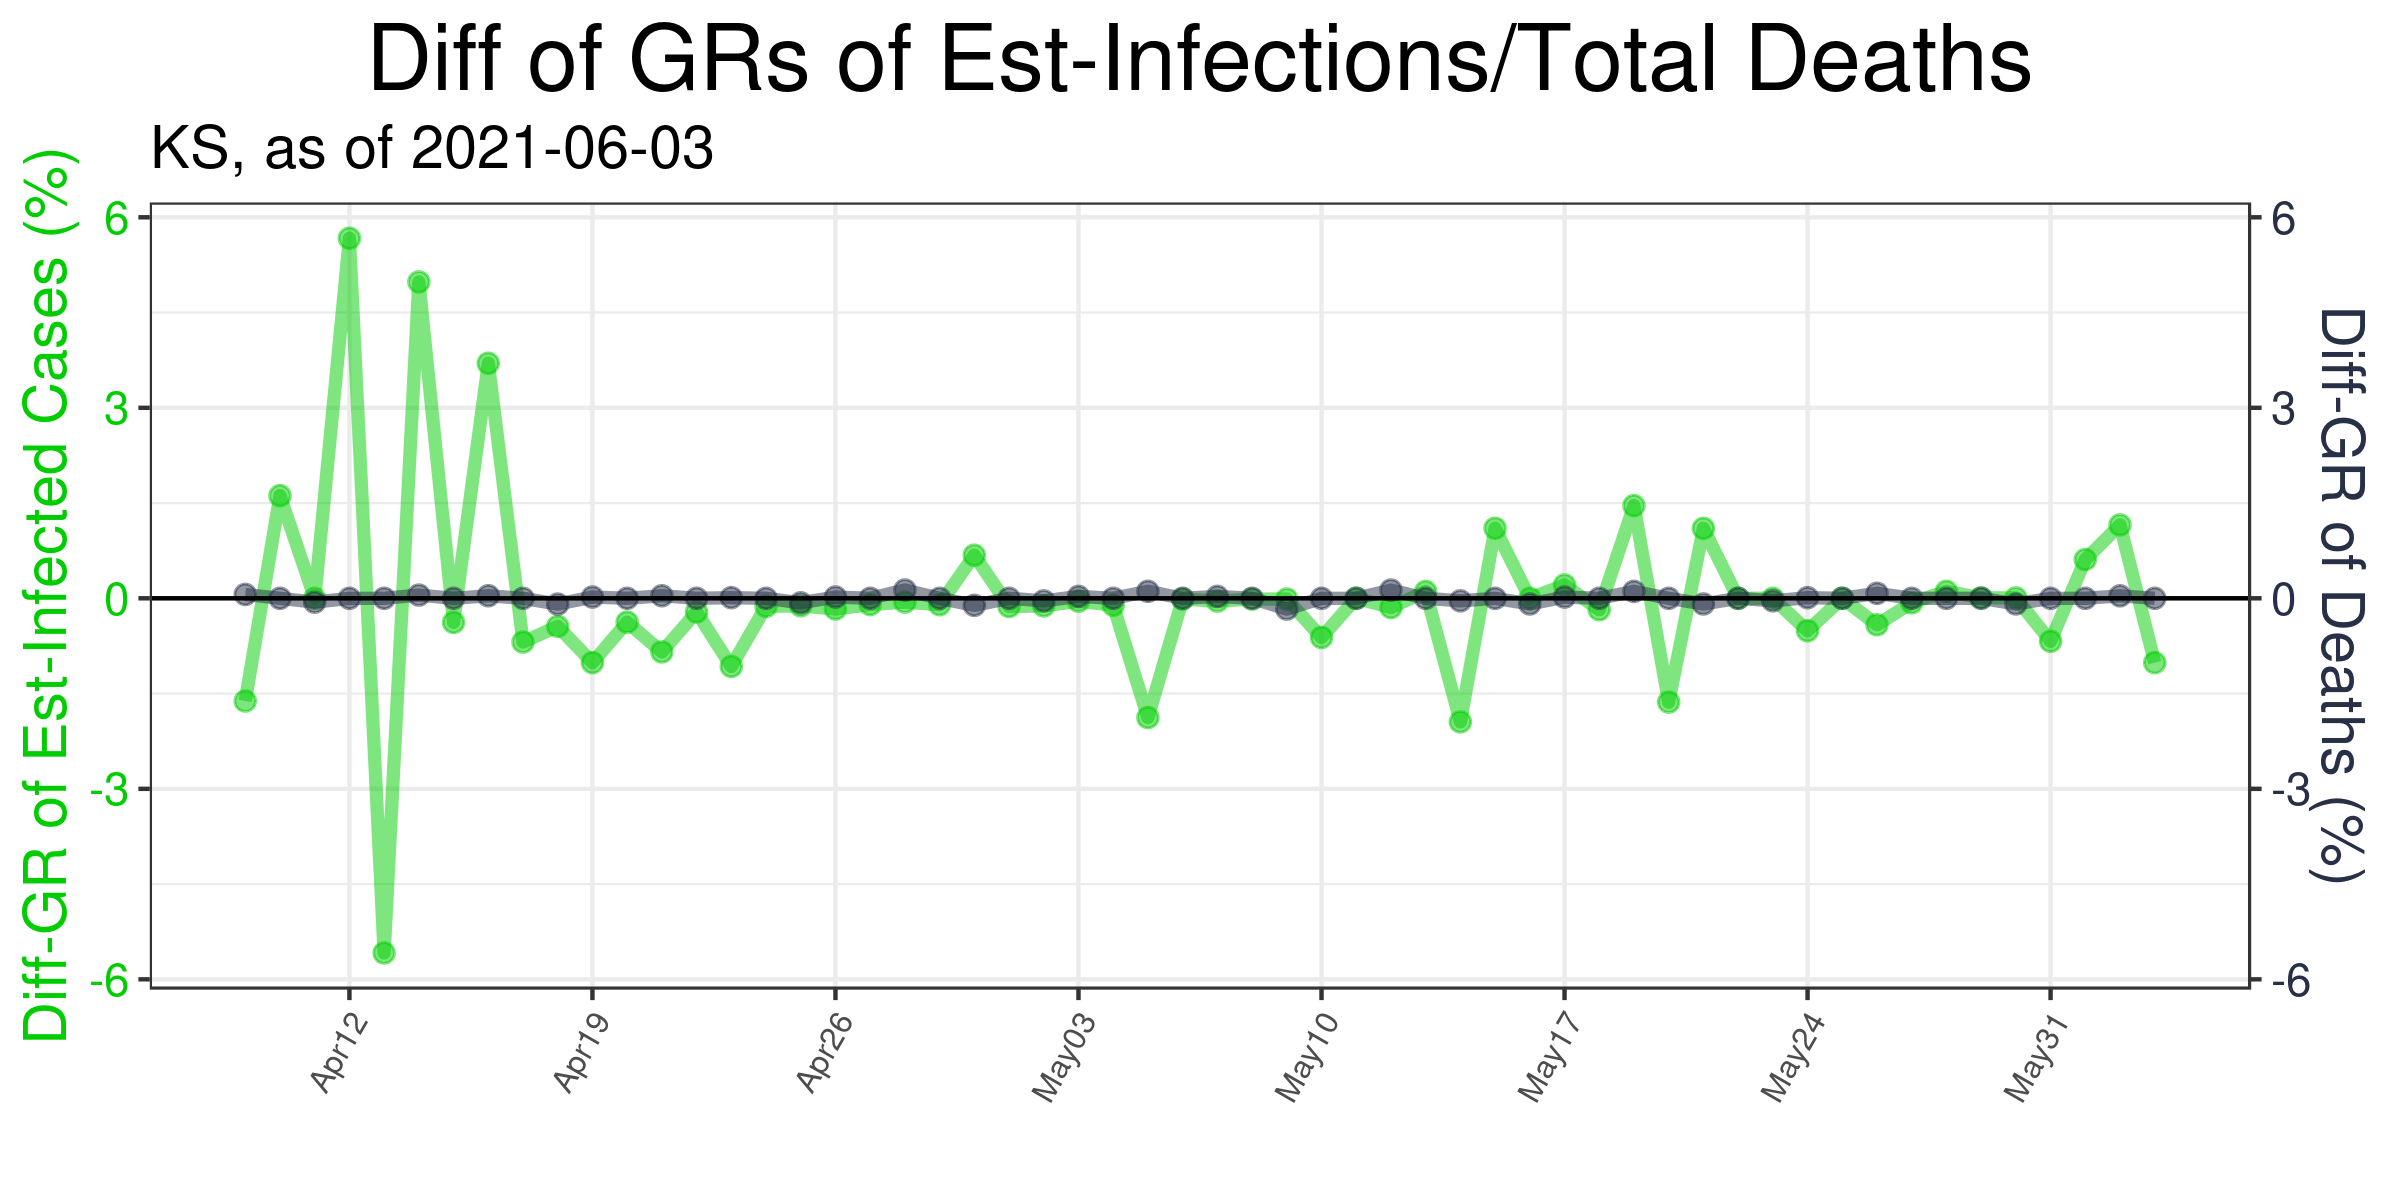 Diff of GRs of Est-Infections/Total Deaths
KS, as of 2021-06-03
Diff-GR of Est-Infected Cases (%)
6
3
0
-3
-6
6
3
0
-3
-6
Diff-GR of Deaths (%)
Apr12
Apr19
Apr26
May03
May10
May17
May24
May31